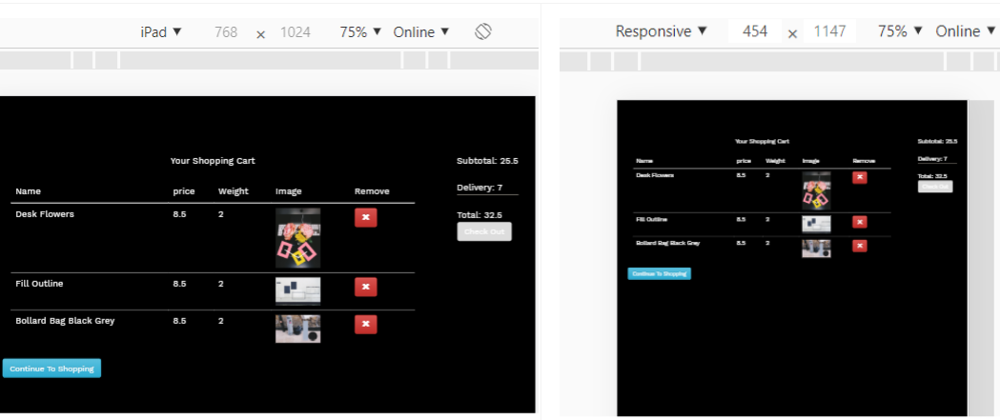 iPad ▼ 768 × 1024 75% ▼ Online ▼
Your Shopping Cart
Subtotal: 25.5
Name price Weight Image Remove
Delivery: 7
Desk Flowers 8.5 2
Total: 32.5
Check Out
Fill Outline 8.5 2
Bollard Bag Black Grey 8.5 2
Continue To Shopping
Responsive ▼ 454 × 1147 75% ▼ Online ▼
Your Shopping Cart
Subtotal: 25.5
Name price Weight Image Remove
Delivery: 7
Desk Flowers 8.5 2
Total: 32.5
Check Out
Fill Outline 8.5 2
Bollard Bag Black Grey 8.5 2
Continue To Shopping